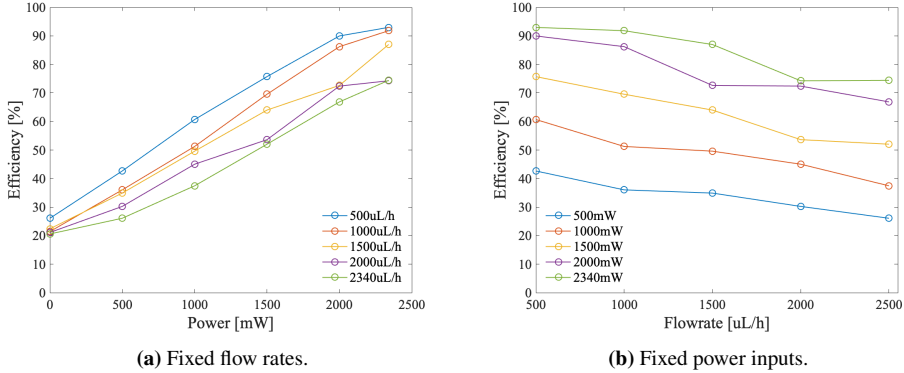 100
90
80
70
60
50
40
30
20
10
0
Efficiency [%]
500uL/h
1000uL/h
1500uL/h
2000uL/h
2340uL/h
0 500 1000 1500 2000 2500
Power [mW]
(a) Fixed flow rates.
100
90
80
70
60
50
40
30
20
10
0
Efficiency [%]
500mW
1000mW
1500mW
2000mW
2340mW
500 1000 1500 2000 2500
Flowrate [uL/h]
(b) Fixed power inputs.